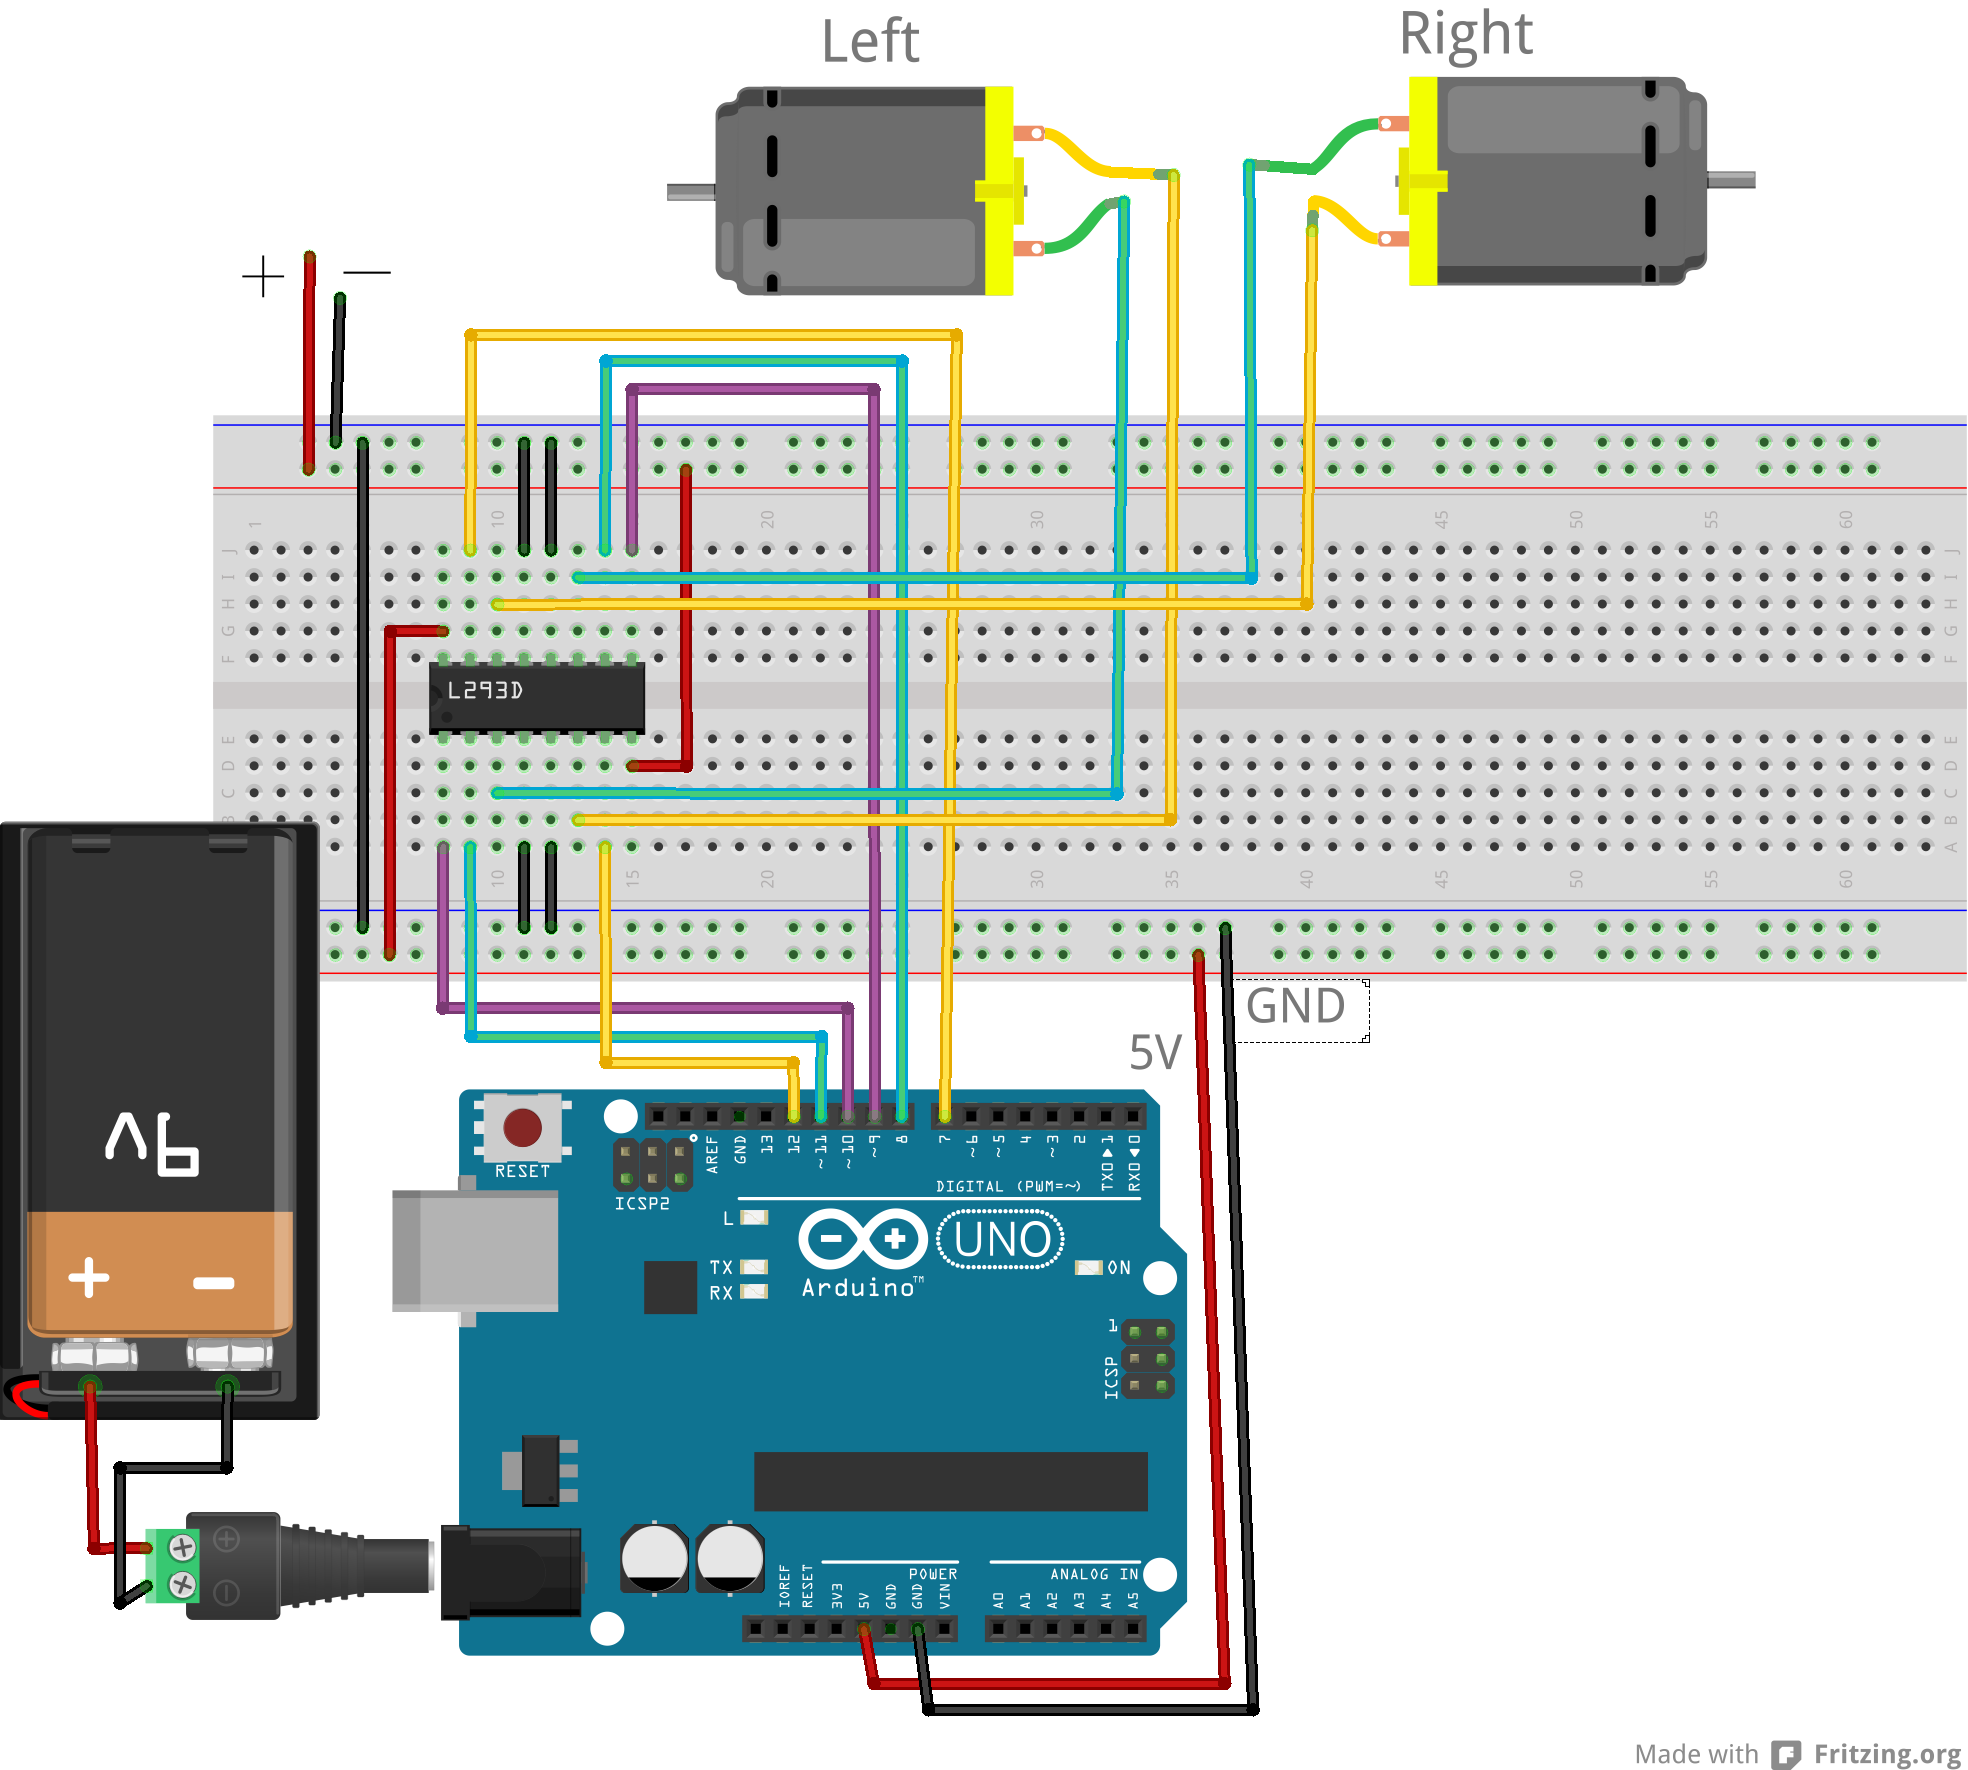 Left
Right
+
—
1
10
20
30
45
50
55
60
J
J
I
I
H
H
G
G
F
F
L293D
E
E
D
D
C
C
B
B
A
A
10
15
20
30
35
40
45
50
55
60
GND
5V
9V
+ −
RESET
ICSP2
AREF
GND
13
12
~11
~10
~9
8
7
~6
~5
4
~3
2
TX0▶1
RX0◀0
DIGITAL (PWM=~)
L
TX
RX
UNO
Arduino™
ON
1
ICSP
IOREF
RESET
3V3
5V
GND
GND
VIN
POWER
A0
A1
A2
A3
A4
A5
ANALOG IN
Made with Fritzing.org